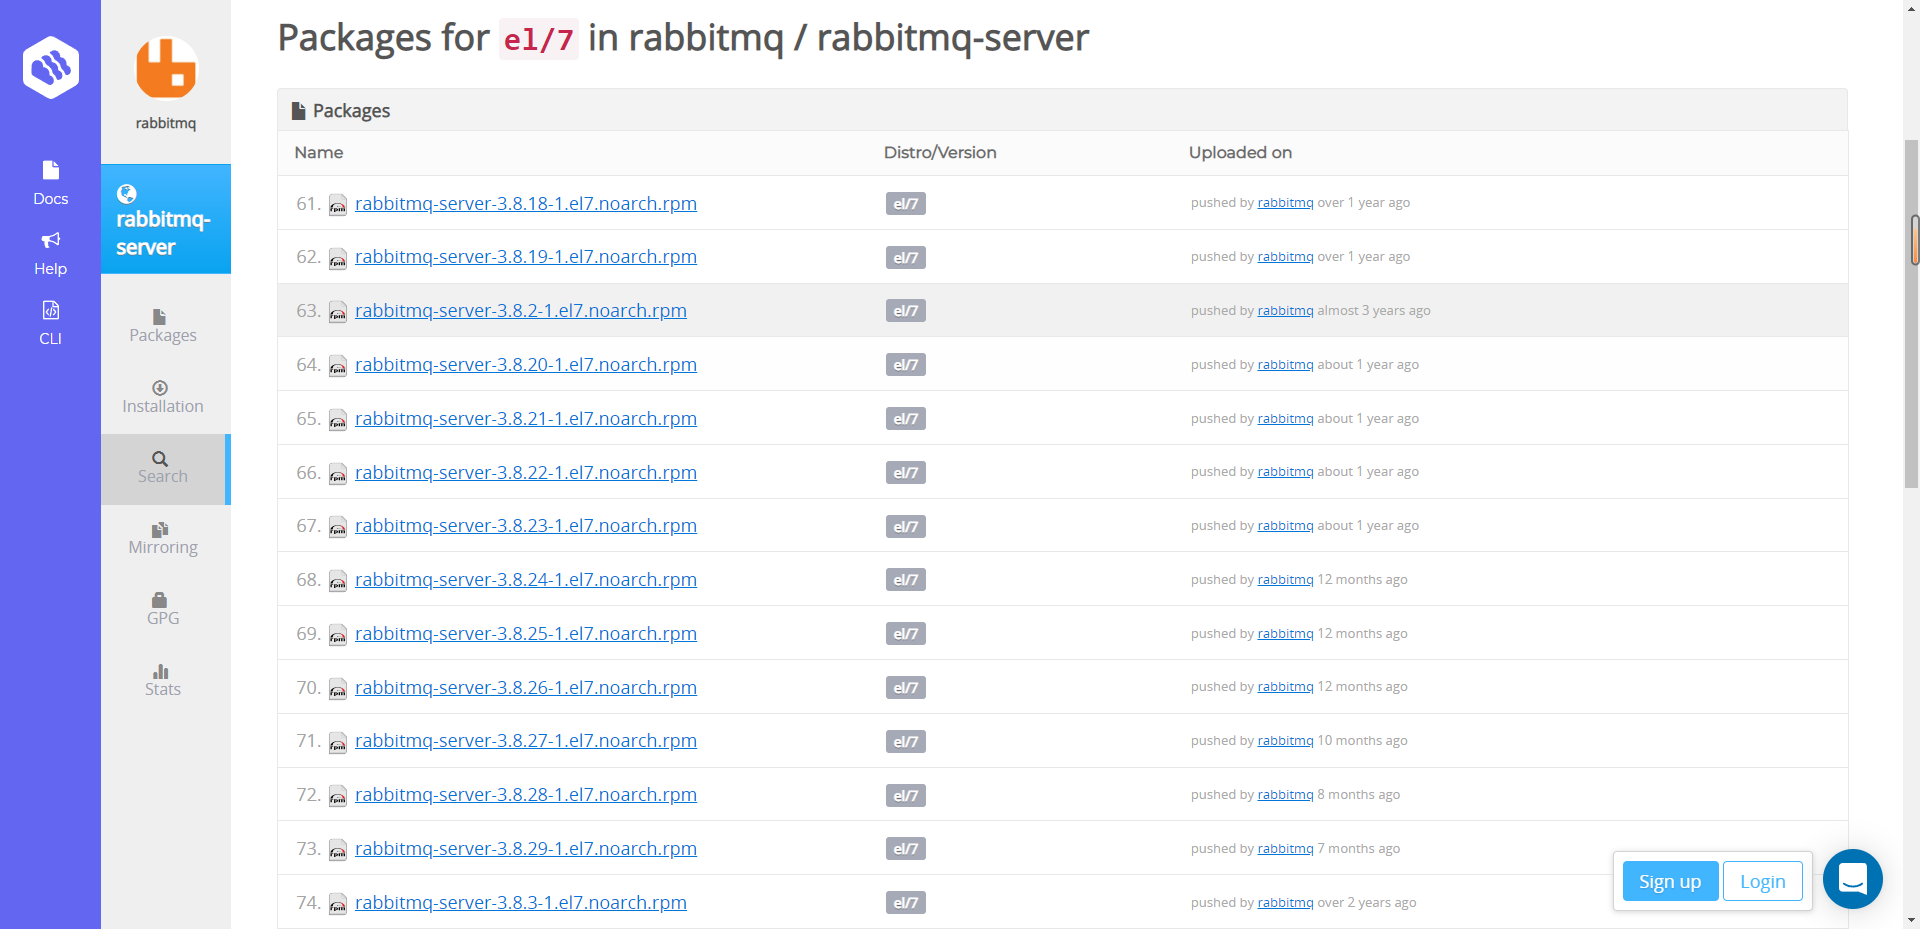 Docs
Help
CLI
rabbitmq
rabbitmq-
server
Packages
Installation
Search
Mirroring
GPG
Stats
Packages for el/7 in rabbitmq / rabbitmq-server
Packages
Name Distro/Version Uploaded on
61. rpm rabbitmq-server-3.8.18-1.el7.noarch.rpm el/7 pushed by rabbitmq over 1 year ago
62. rpm rabbitmq-server-3.8.19-1.el7.noarch.rpm el/7 pushed by rabbitmq over 1 year ago
63. rpm rabbitmq-server-3.8.2-1.el7.noarch.rpm el/7 pushed by rabbitmq almost 3 years ago
64. rpm rabbitmq-server-3.8.20-1.el7.noarch.rpm el/7 pushed by rabbitmq about 1 year ago
65. rpm rabbitmq-server-3.8.21-1.el7.noarch.rpm el/7 pushed by rabbitmq about 1 year ago
66. rpm rabbitmq-server-3.8.22-1.el7.noarch.rpm el/7 pushed by rabbitmq about 1 year ago
67. rpm rabbitmq-server-3.8.23-1.el7.noarch.rpm el/7 pushed by rabbitmq about 1 year ago
68. rpm rabbitmq-server-3.8.24-1.el7.noarch.rpm el/7 pushed by rabbitmq 12 months ago
69. rpm rabbitmq-server-3.8.25-1.el7.noarch.rpm el/7 pushed by rabbitmq 12 months ago
70. rpm rabbitmq-server-3.8.26-1.el7.noarch.rpm el/7 pushed by rabbitmq 12 months ago
71. rpm rabbitmq-server-3.8.27-1.el7.noarch.rpm el/7 pushed by rabbitmq 10 months ago
72. rpm rabbitmq-server-3.8.28-1.el7.noarch.rpm el/7 pushed by rabbitmq 8 months ago
73. rpm rabbitmq-server-3.8.29-1.el7.noarch.rpm el/7 pushed by rabbitmq 7 months ago
74. rpm rabbitmq-server-3.8.3-1.el7.noarch.rpm el/7 pushed by rabbitmq over 2 years ago
Sign up Login